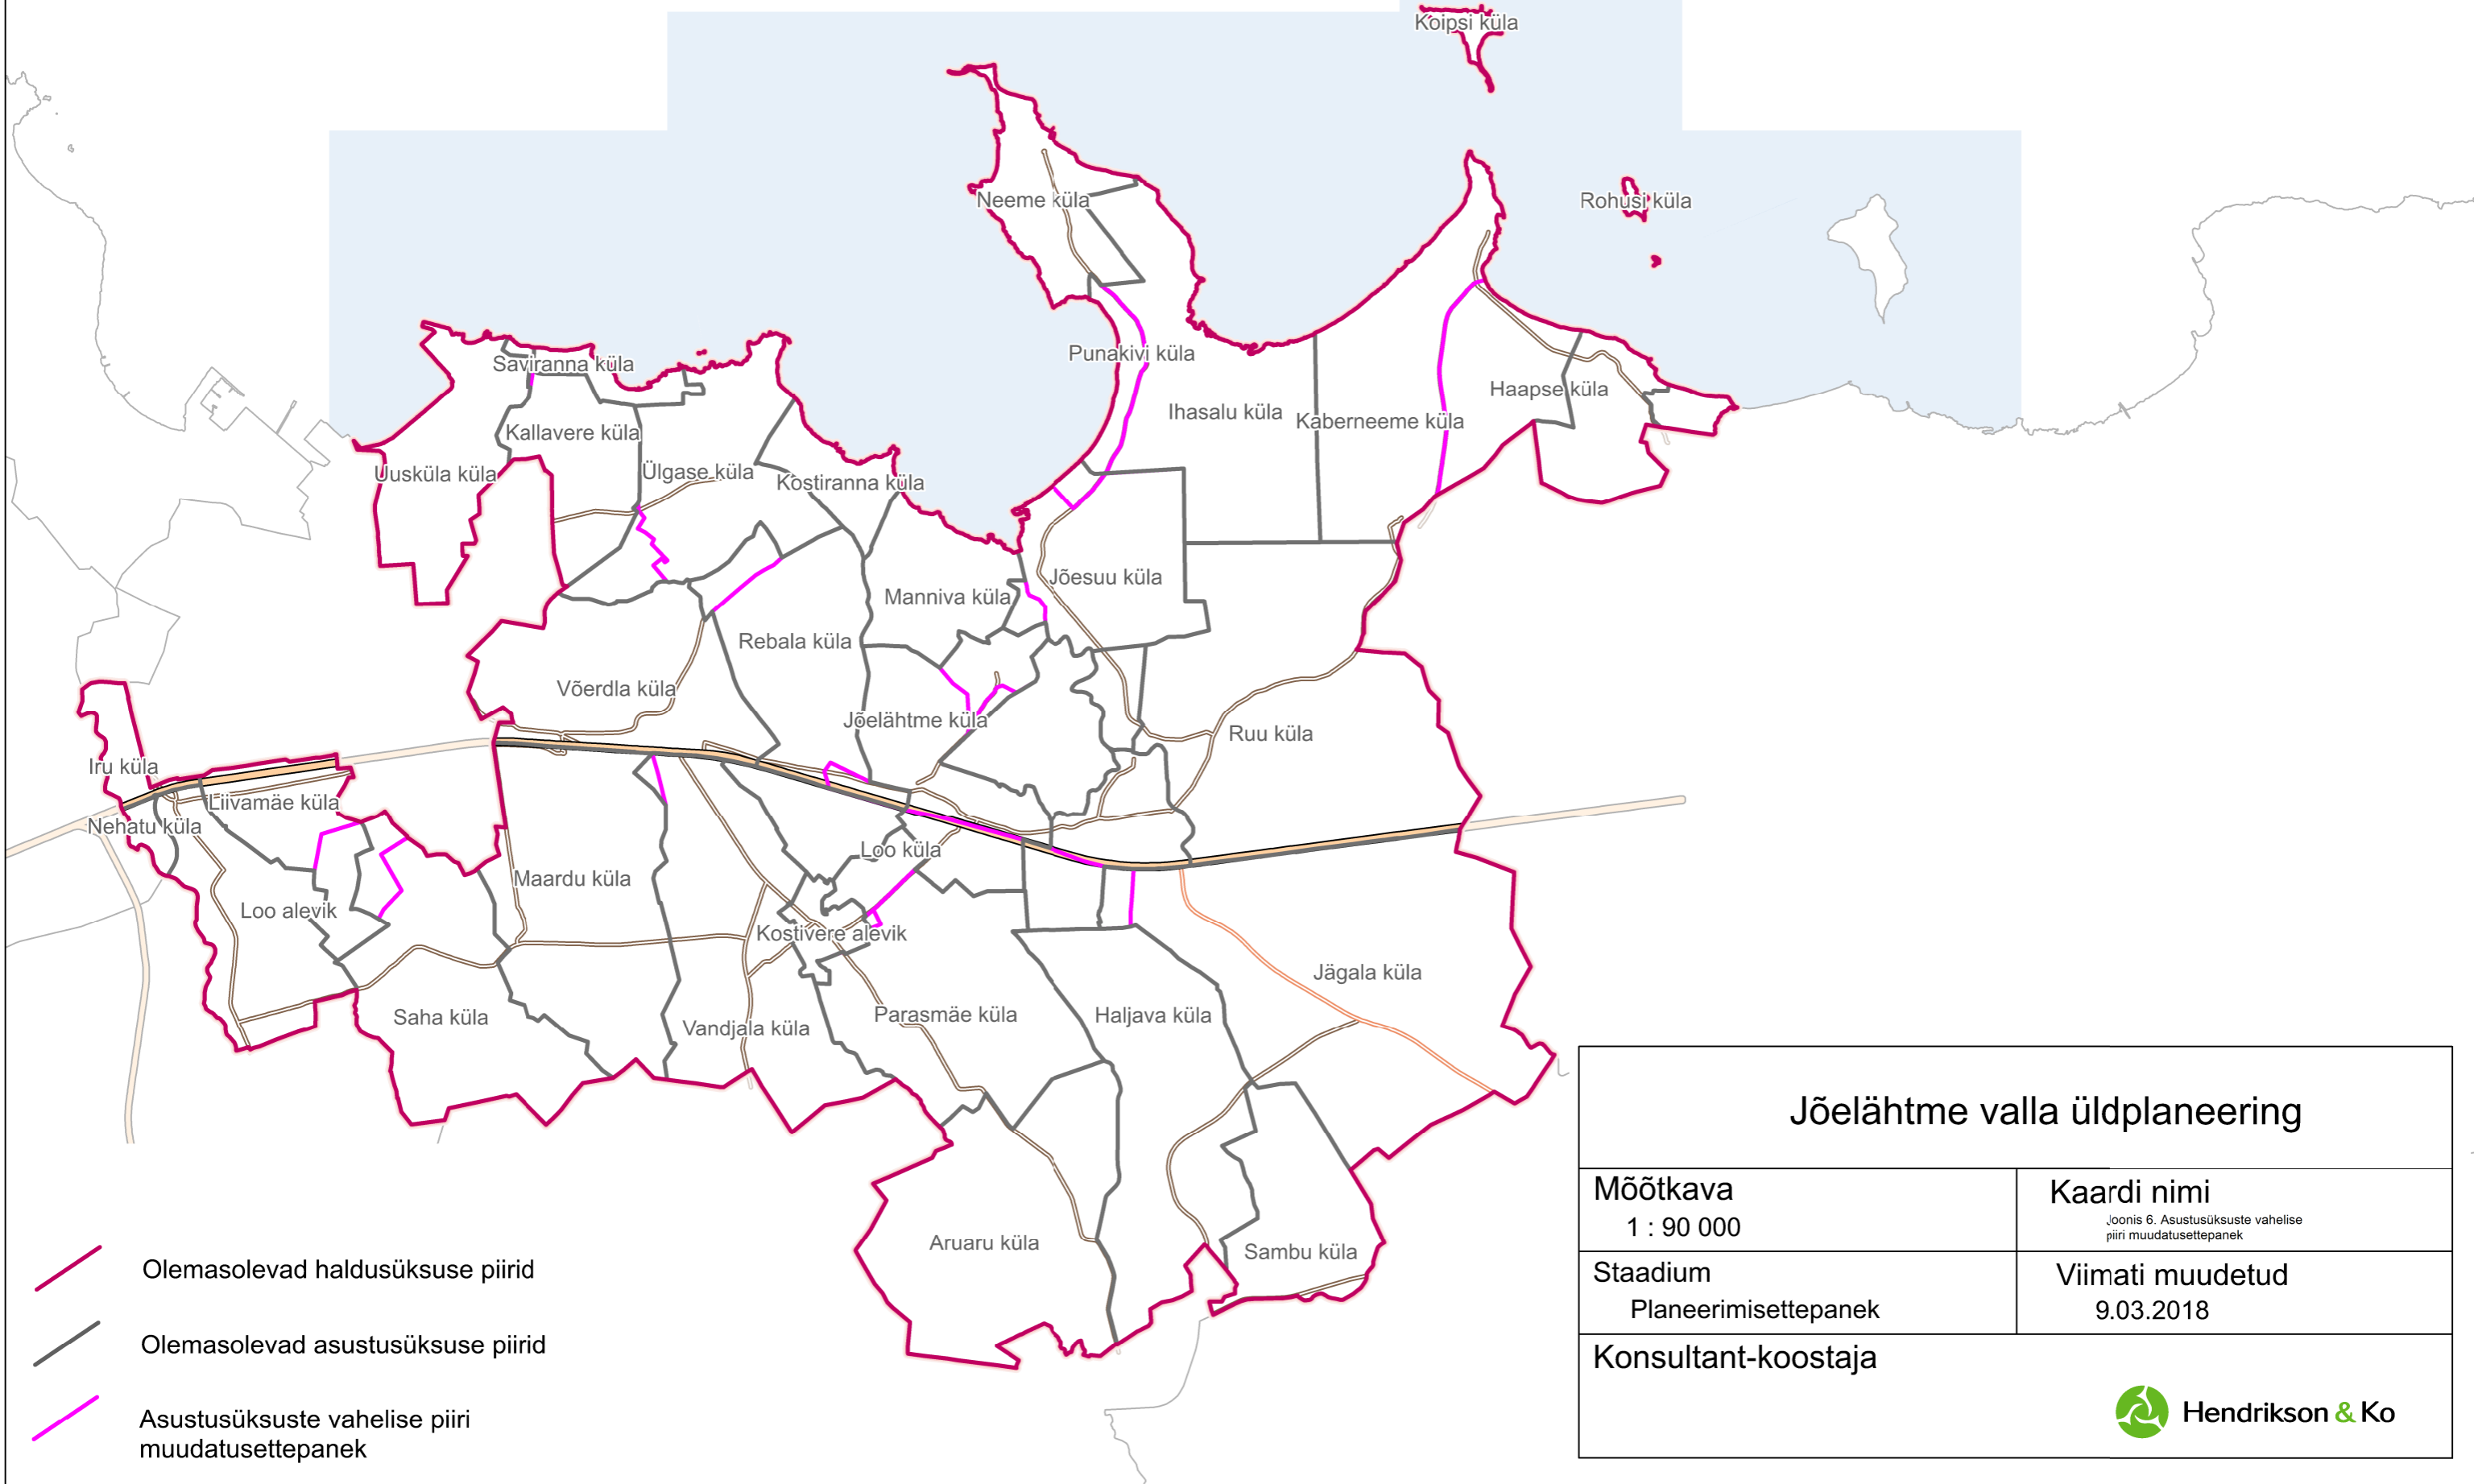 Koipsi küla
Neeme küla
Rohusi küla
Saviranna küla
Punakivi küla
Haapse küla
Ihasalu küla
Kaberneeme küla
Kallavere küla
Uusküla küla
Ülgase küla
Kostiranna küla
Jõesuu küla
Manniva küla
Rebala küla
Võerdla küla
Jõelähtme küla
Ruu küla
Iru küla
Liivamäe küla
Nehatu küla
Loo küla
Maardu küla
Loo alevik
Kostivere alevik
Jägala küla
Saha küla
Vandjala küla
Parasmäe küla
Haljava küla
Aruaru küla
Sambu küla
Olemasolevad haldusüksuse piirid
Olemasolevad asustusüksuse piirid
Asustusüksuste vahelise piiri
muudatusettepanek
Jõelähtme valla üldplaneering
Mõõtkava
1 : 90 000
Kaardi nimi
Joonis 6. Asustusüksuste vahelise
piiri muudatusettepanek
Staadium
Planeerimisettepanek
Viimati muudetud
9.03.2018
Konsultant-koostaja
Hendrikson & Ko